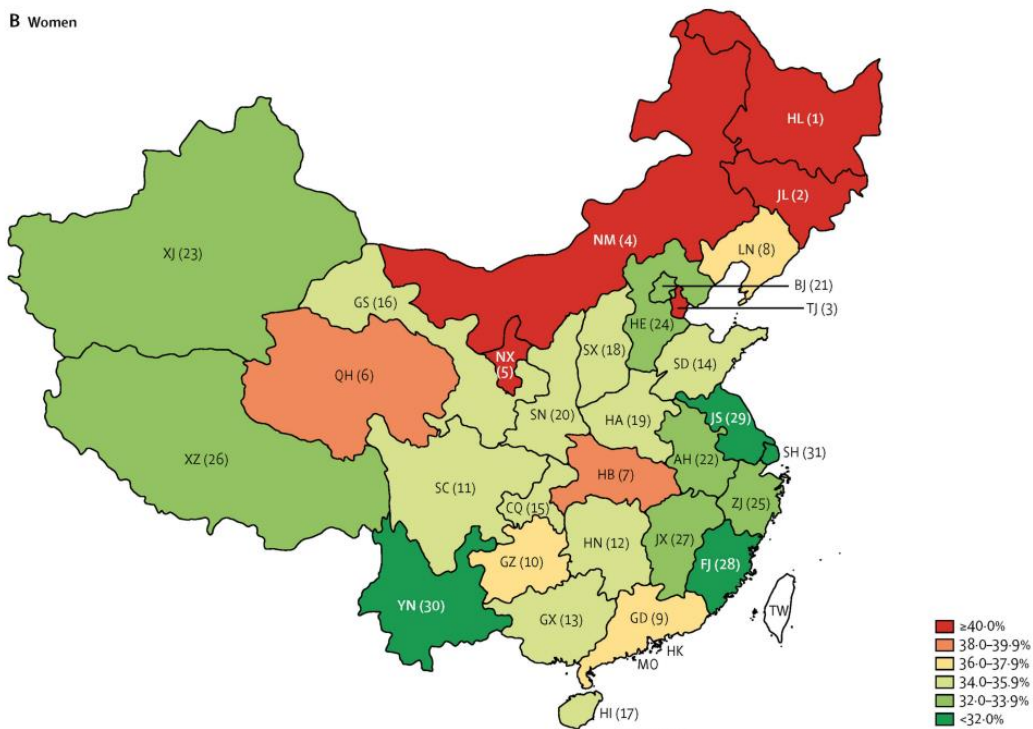 B Women
HL (1)
JL (2)
NM (4)
LN (8)
XJ (23)
BJ (21)
GS (16)
TJ (3)
HE (24)
SX (18)
NX
(5)
SD (14)
QH (6)
SN (20)
HA (19)
JS (29)
SH (31)
XZ (26)
AH (22)
HB (7)
SC (11)
CQ (15)
ZJ (25)
HN (12)
JX (27)
GZ (10)
FJ (28)
YN (30)
TW
GX (13)
GD (9)
HK
MO
HI (17)
≥40·0%
38·0–39·9%
36·0–37·9%
34·0–35·9%
32·0–33·9%
<32·0%